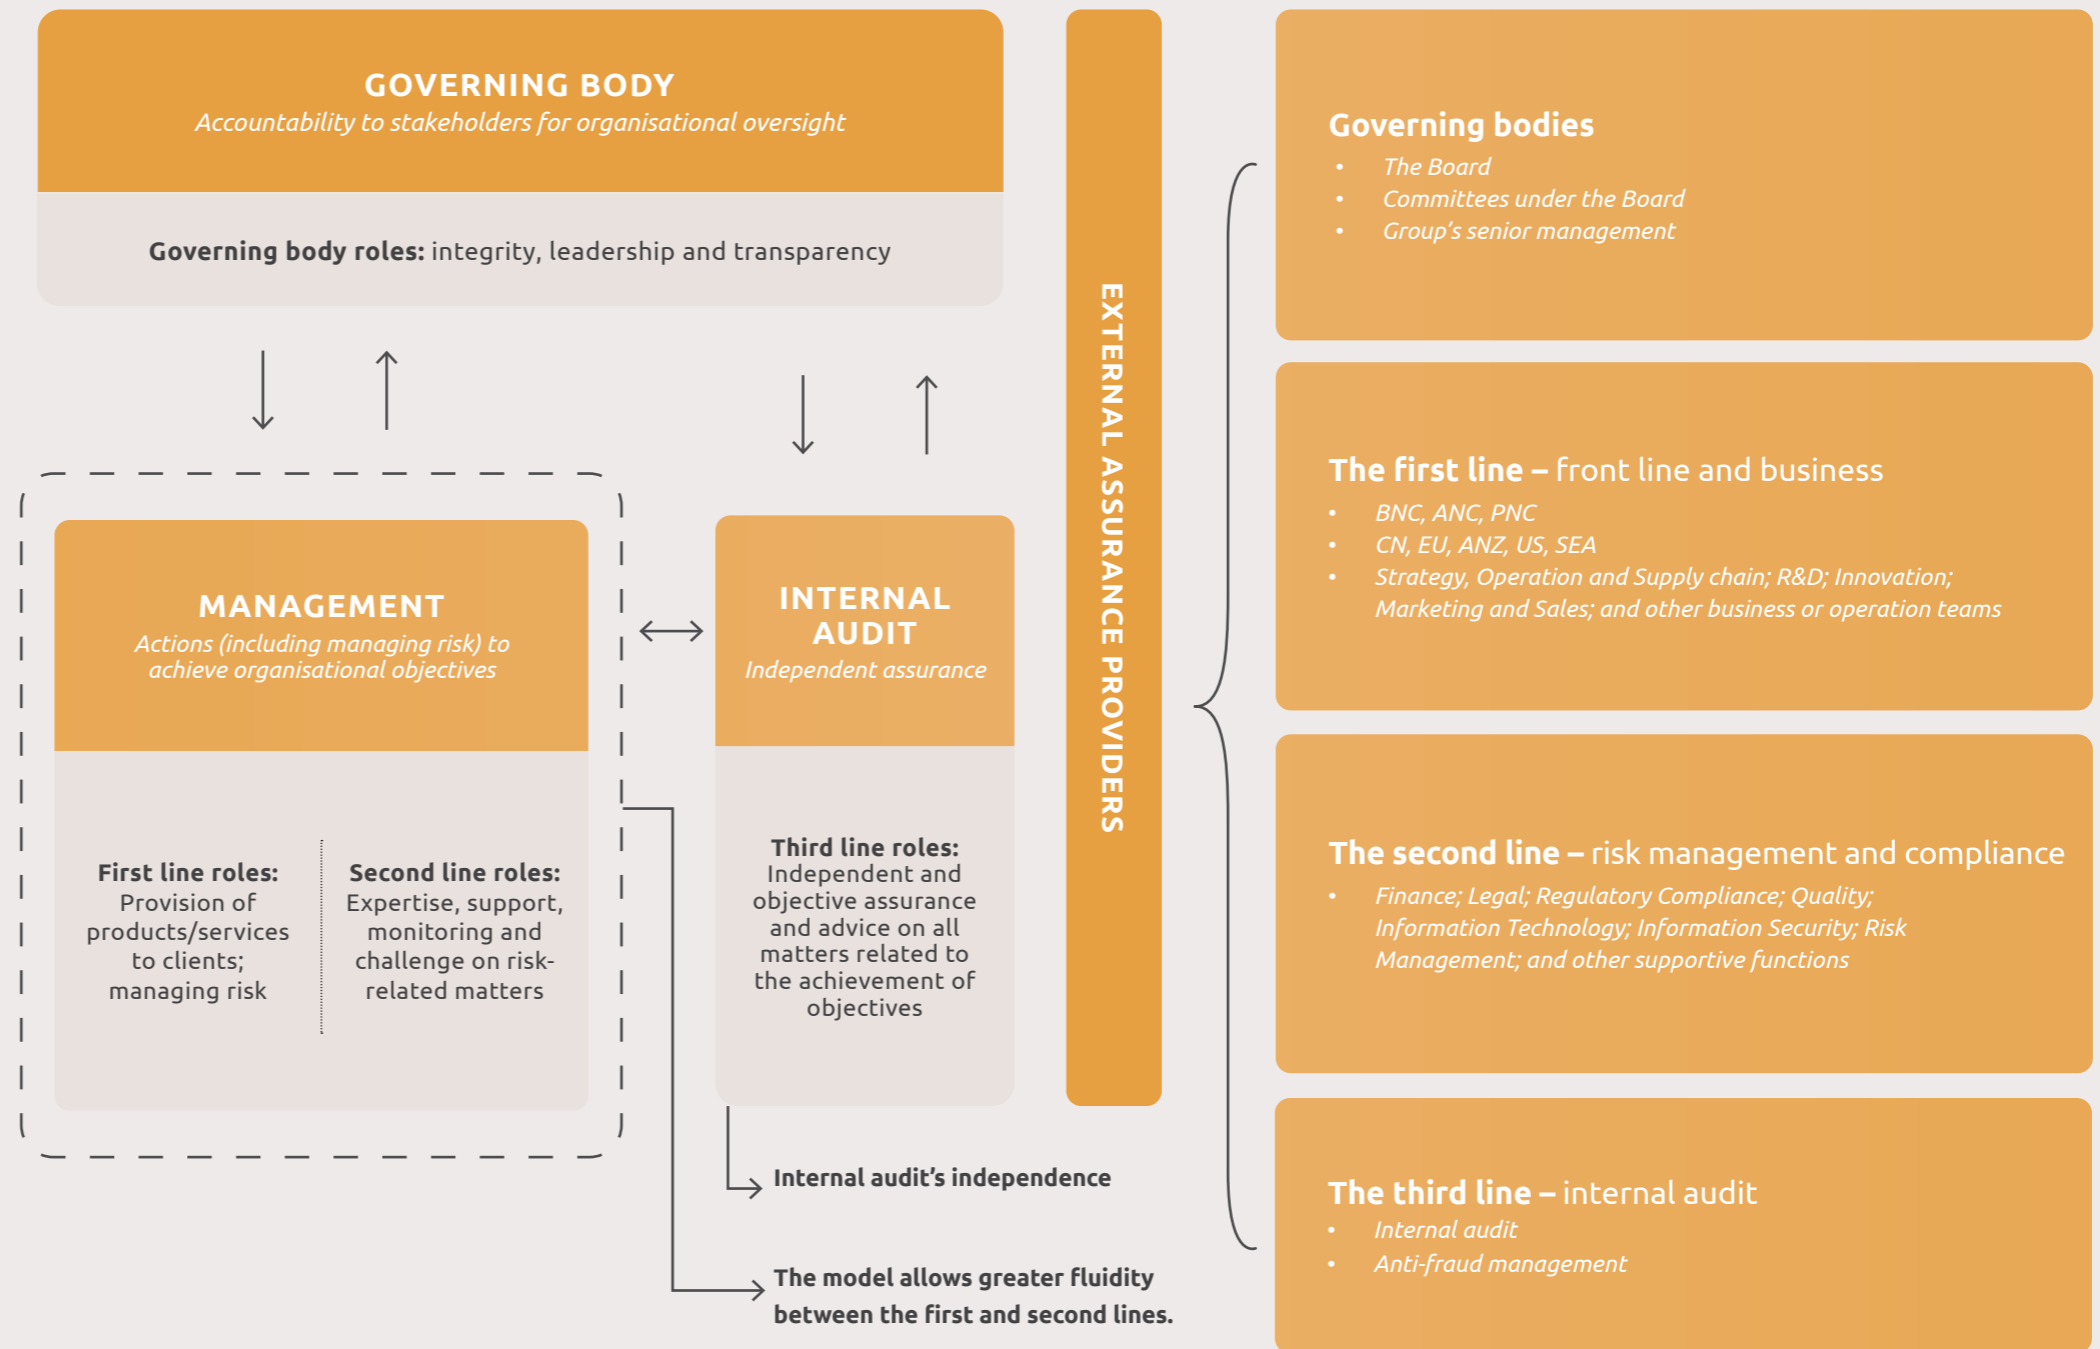 GOVERNING BODY
Accountability to stakeholders for organisational oversight
Governing body roles: integrity, leadership and transparency
MANAGEMENT
Actions (including managing risk) to
achieve organisational objectives
First line roles:
Provision of
products/services
to clients;
managing risk
Second line roles:
Expertise, support,
monitoring and
challenge on risk-
related matters
INTERNAL
AUDIT
Independent assurance
Third line roles:
Independent and
objective assurance
and advice on all
matters related to
the achievement of
objectives
Internal audit’s independence
The model allows greater fluidity
between the first and second lines.
EXTERNAL ASSURANCE PROVIDERS
Governing bodies
• The Board
• Committees under the Board
• Group’s senior management
The first line – front line and business
• BNC, ANC, PNC
• CN, EU, ANZ, US, SEA
• Strategy, Operation and Supply chain; R&D; Innovation;
Marketing and Sales; and other business or operation teams
The second line – risk management and compliance
• Finance; Legal; Regulatory Compliance; Quality;
Information Technology; Information Security; Risk
Management; and other supportive functions
The third line – internal audit
• Internal audit
• Anti-fraud management